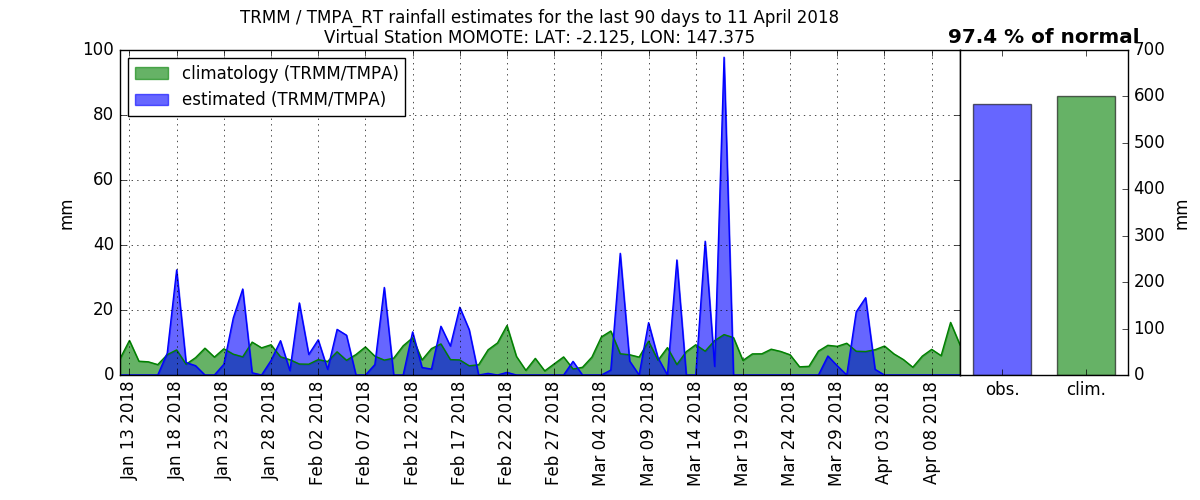 TRMM / TMPA_RT rainfall estimates for the last 90 days to 11 April 2018
Virtual Station MOMOTE: LAT: -2.125, LON: 147.375
97.4 % of normal
climatology (TRMM/TMPA)
estimated (TRMM/TMPA)
100
80
60
40
20
0
mm
700
600
500
400
300
200
100
0
mm
Jan 13 2018
Jan 18 2018
Jan 23 2018
Jan 28 2018
Feb 02 2018
Feb 07 2018
Feb 12 2018
Feb 17 2018
Feb 22 2018
Feb 27 2018
Mar 04 2018
Mar 09 2018
Mar 14 2018
Mar 19 2018
Mar 24 2018
Mar 29 2018
Apr 03 2018
Apr 08 2018
obs.
clim.